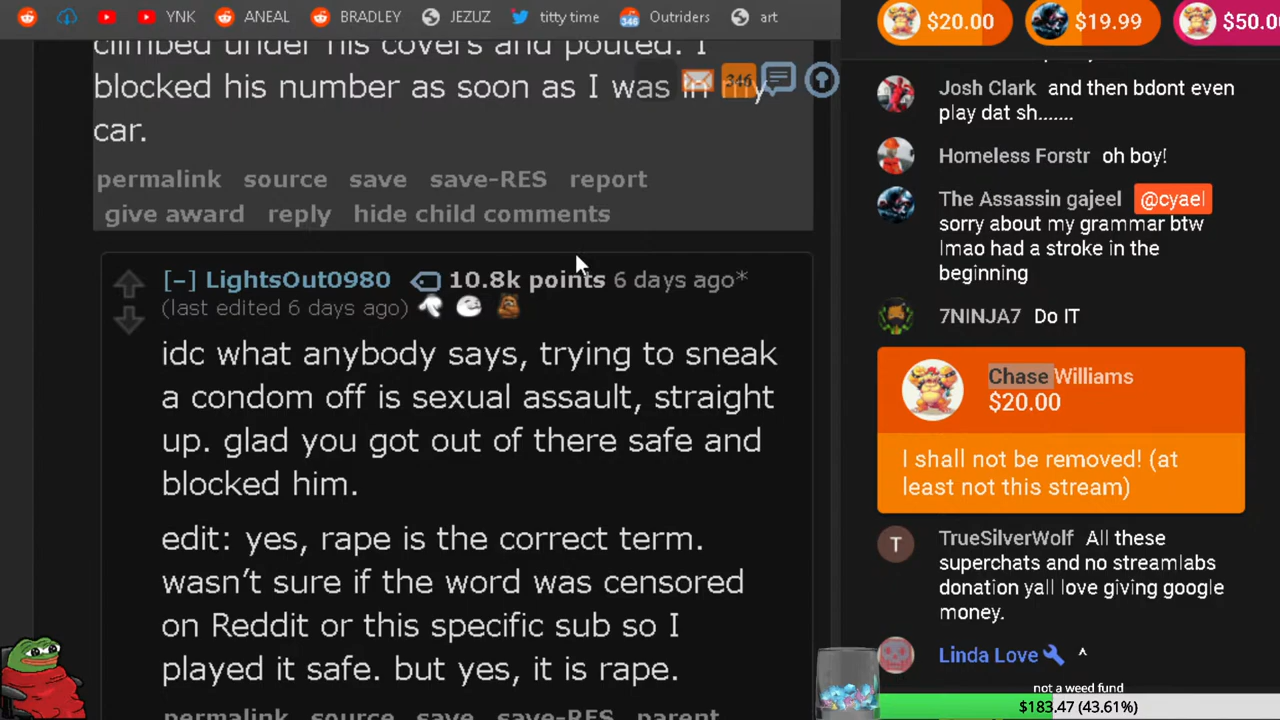 YNK ANEAL BRADLEY JEZUZ titty time 346 Outriders art
climbed under his covers and pouted. I
blocked his number as soon as I was in my
car.
346
permalink source save save-RES report
give award reply hide child comments
[–] LightsOut0980 10.8k points 6 days ago*
(last edited 6 days ago)
idc what anybody says, trying to sneak
a condom off is sexual assault, straight
up. glad you got out of there safe and
blocked him.
edit: yes, rape is the correct term.
wasn't sure if the word was censored
on Reddit or this specific sub so I
played it safe. but yes, it is rape.
permalink source save save-RES parent
$20.00 $19.99 $50.0
Josh Clark and then bdont even
play dat sh.......
Homeless Forstr oh boy!
The Assassin gajeel @cyael
sorry about my grammar btw
lmao had a stroke in the
beginning
7NINJA7 Do IT
Chase Williams
$20.00
I shall not be removed! (at
least not this stream)
T
TrueSilverWolf All these
superchats and no streamlabs
donation yall love giving google
money.
Linda Love ^
not a weed fund
$183.47 (43.61%)